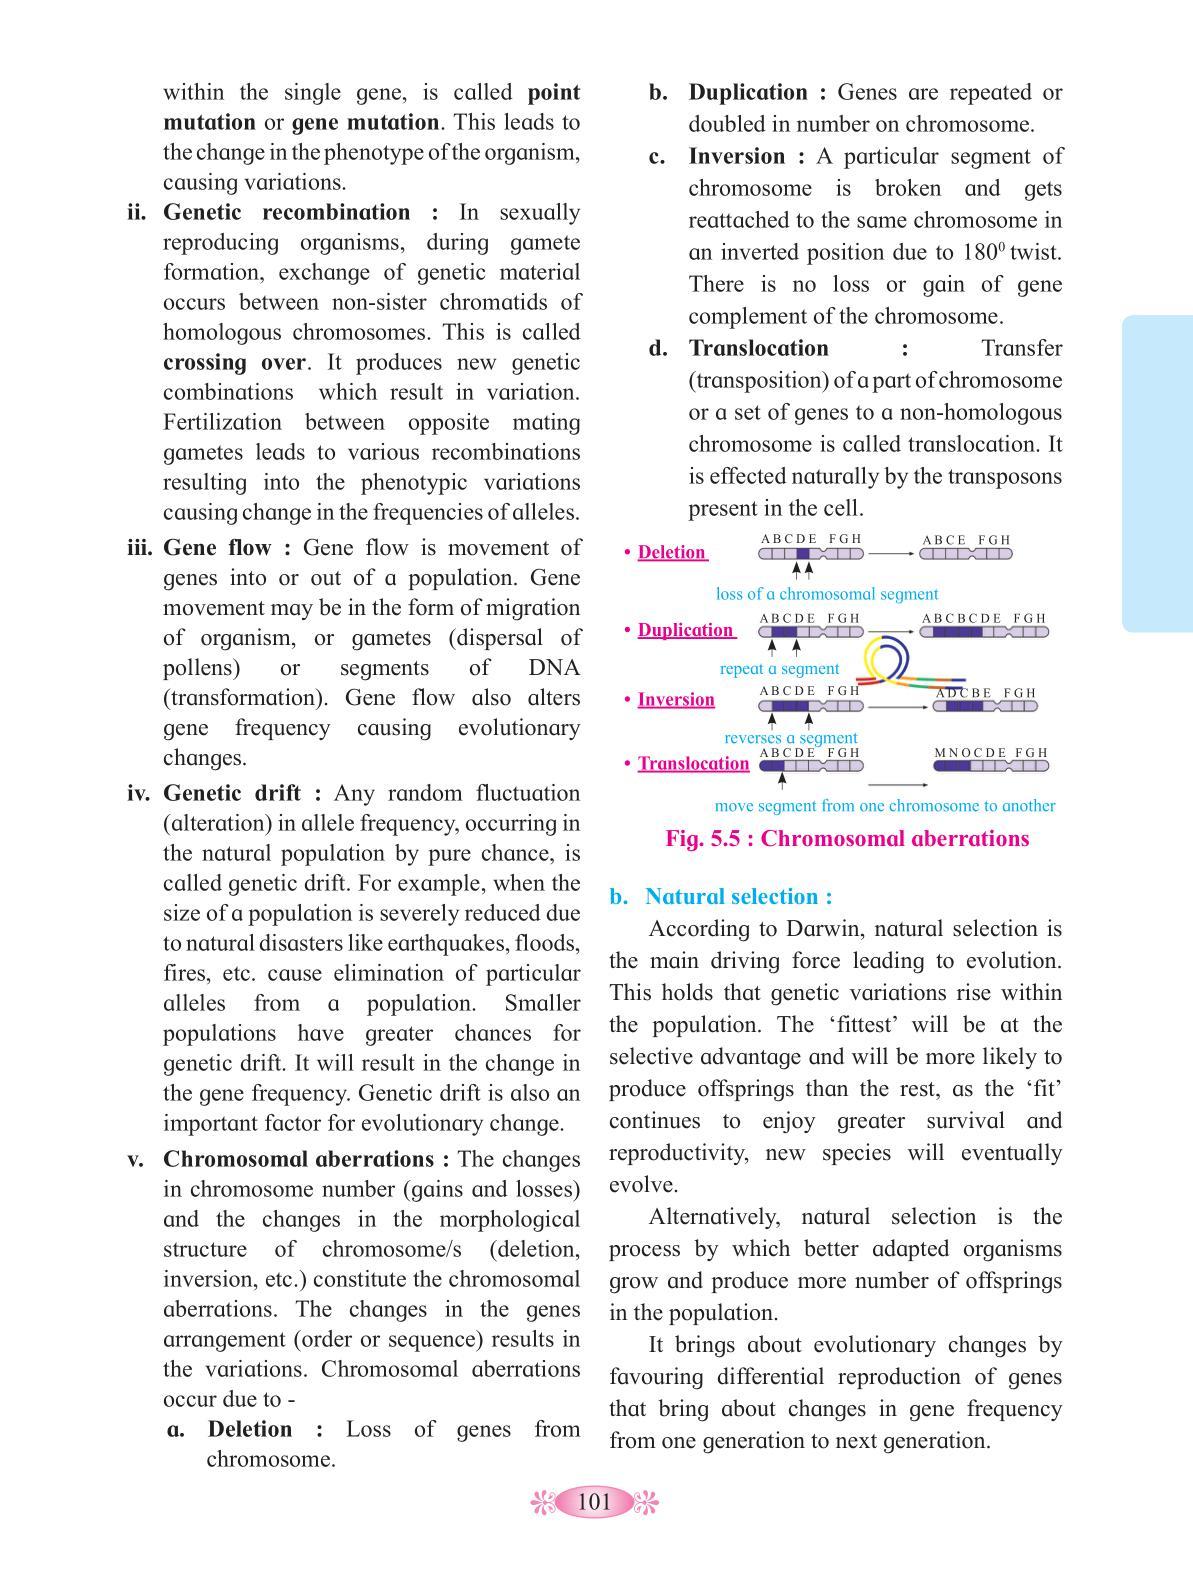 within the single gene, is called point
mutation or gene mutation. This leads to
the change in the phenotype of the organism,
causing variations.
ii. Genetic recombination : In sexually
reproducing organisms, during gamete
formation, exchange of genetic material
occurs between non-sister chromatids of
homologous chromosomes. This is called
crossing over. It produces new genetic
combinations which result in variation.
Fertilization between opposite mating
gametes leads to various recombinations
resulting into the phenotypic variations
causing change in the frequencies of alleles.
iii. Gene flow : Gene flow is movement of
genes into or out of a population. Gene
movement may be in the form of migration
of organism, or gametes (dispersal of
pollens) or segments of DNA
(transformation). Gene flow also alters
gene frequency causing evolutionary
changes.
iv. Genetic drift : Any random fluctuation
(alteration) in allele frequency, occurring in
the natural population by pure chance, is
called genetic drift. For example, when the
size of a population is severely reduced due
to natural disasters like earthquakes, floods,
fires, etc. cause elimination of particular
alleles from a population. Smaller
populations have greater chances for
genetic drift. It will result in the change in
the gene frequency. Genetic drift is also an
important factor for evolutionary change.
v. Chromosomal aberrations : The changes
in chromosome number (gains and losses)
and the changes in the morphological
structure of chromosome/s (deletion,
inversion, etc.) constitute the chromosomal
aberrations. The changes in the genes
arrangement (order or sequence) results in
the variations. Chromosomal aberrations
occur due to -
a. Deletion : Loss of genes from
chromosome.
b. Duplication : Genes are repeated or
doubled in number on chromosome.
c. Inversion : A particular segment of
chromosome is broken and gets
reattached to the same chromosome in
an inverted position due to 180⁰ twist.
There is no loss or gain of gene
complement of the chromosome.
d. Translocation : Transfer
(transposition) of a part of chromosome
or a set of genes to a non-homologous
chromosome is called translocation. It
is effected naturally by the transposons
present in the cell.
• Deletion A B C D E F G H A B C E F G H
loss of a chromosomal segment
• Duplication A B C D E F G H A B C B C D E F G H
repeat a segment
• Inversion A B C D E F G H A D C B E F G H
reverses a segment
• Translocation A B C D E F G H M N O C D E F G H
move segment from one chromosome to another
Fig. 5.5 : Chromosomal aberrations
b. Natural selection :
According to Darwin, natural selection is
the main driving force leading to evolution.
This holds that genetic variations rise within
the population. The ‘fittest’ will be at the
selective advantage and will be more likely to
produce offsprings than the rest, as the ‘fit’
continues to enjoy greater survival and
reproductivity, new species will eventually
evolve.
Alternatively, natural selection is the
process by which better adapted organisms
grow and produce more number of offsprings
in the population.
It brings about evolutionary changes by
favouring differential reproduction of genes
that bring about changes in gene frequency
from one generation to next generation.
101